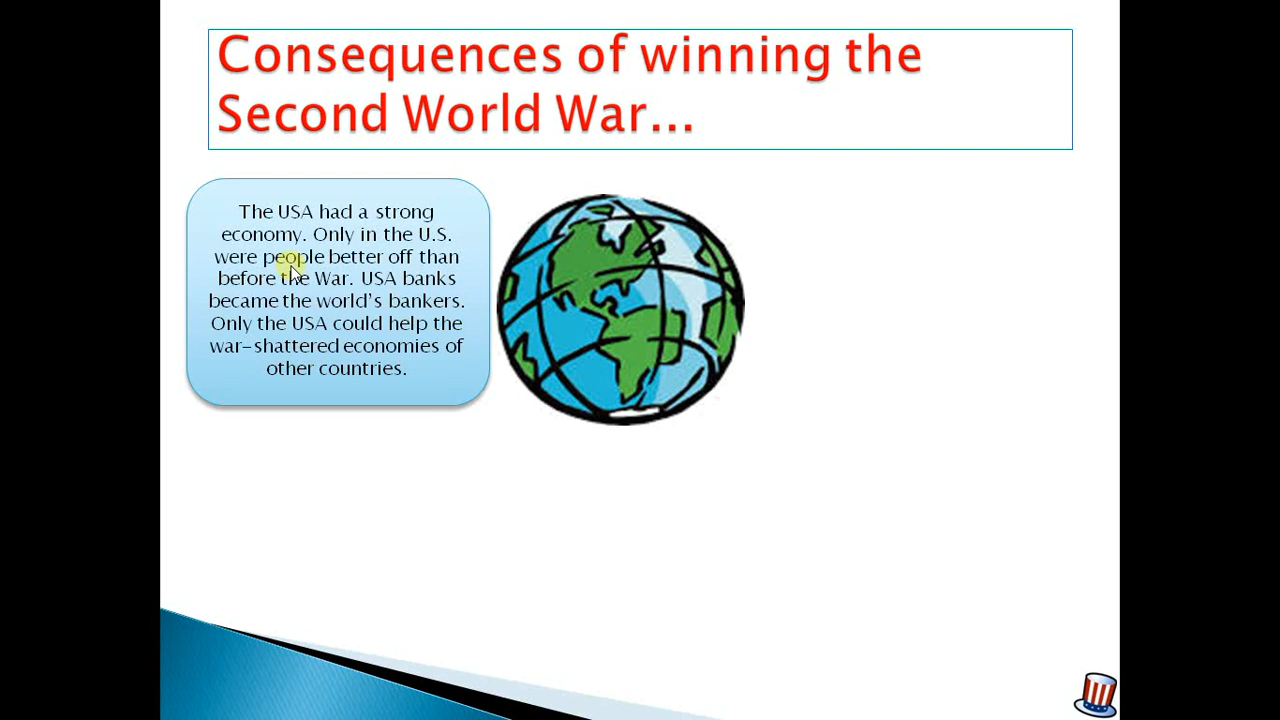 Consequences of winning the
Second World War...
The USA had a strong
economy. Only in the U.S.
were people better off than
before the War. USA banks
became the world's bankers.
Only the USA could help the
war-shattered economies of
other countries.